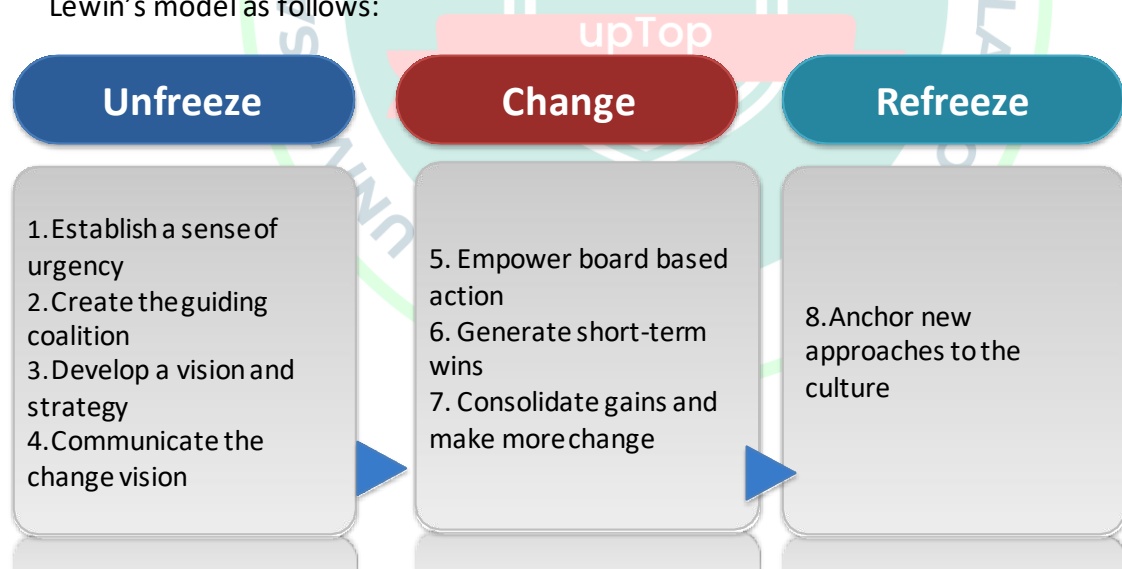 Lewin's model as follows:
upTop
Unfreeze
Change
Refreeze
1.Establish a sense of
urgency
2.Create the guiding
coalition
3.Develop a vision and
strategy
4.Communicate the
change vision
5. Empower board based
action
6. Generate short-term
wins
7. Consolidate gains and
make more change
8.Anchor new
approaches to the
culture